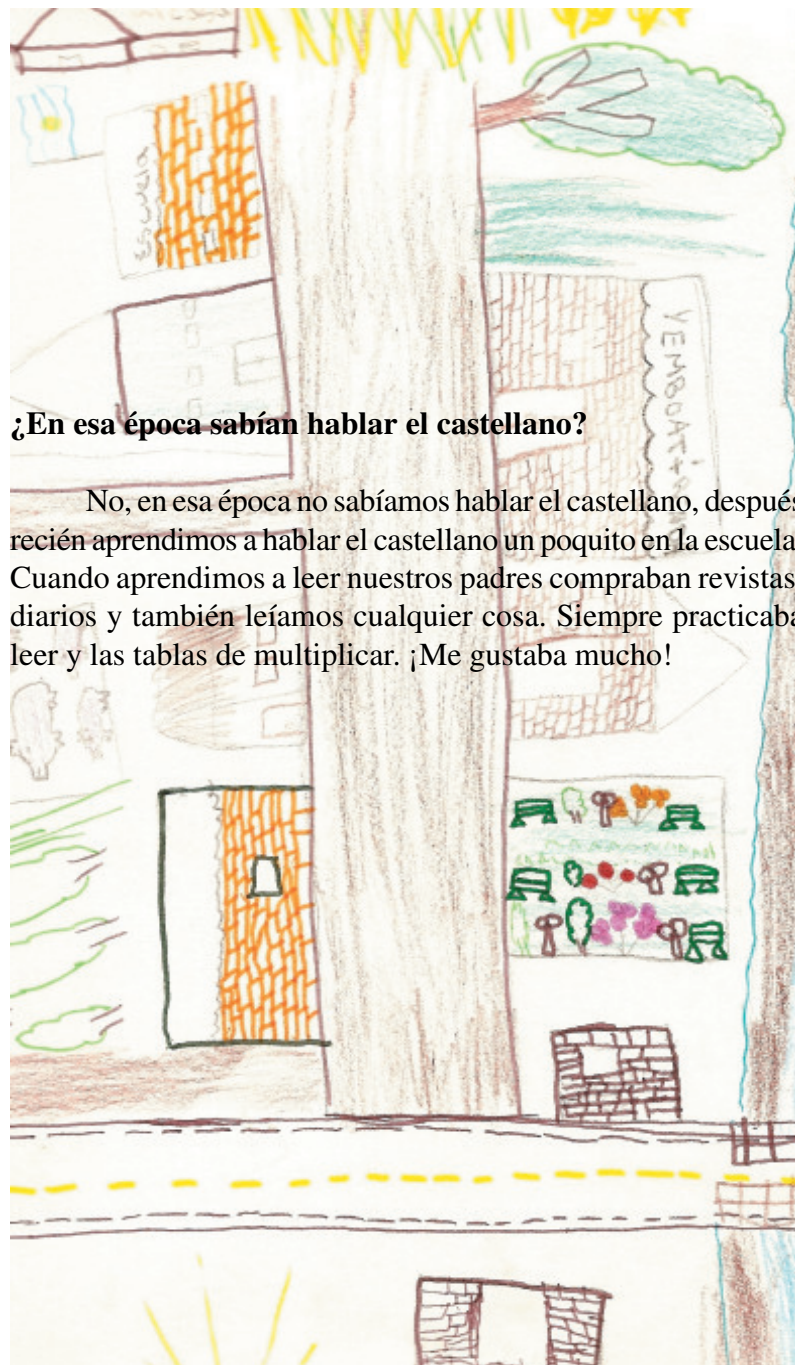 Escuela
YEMBOATI
¿En esa época sabían hablar el castellano?
No, en esa época no sabíamos hablar el castellano, después
recién aprendimos a hablar el castellano un poquito en la escuela
Cuando aprendimos a leer nuestros padres compraban revistas
diarios y también leíamos cualquier cosa. Siempre practicaba
leer y las tablas de multiplicar. ¡Me gustaba mucho!